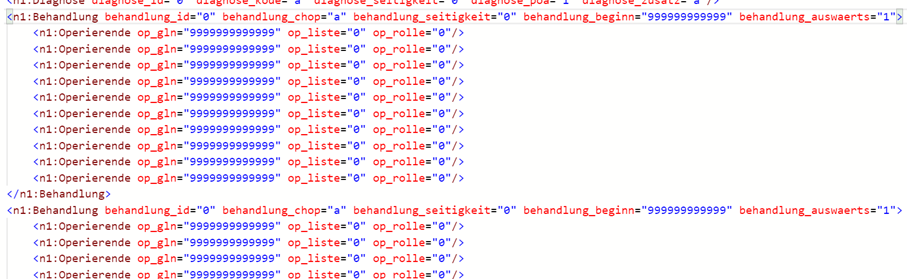 <n1:Diagnose diagnose_id="0" diagnose_kode="a" diagnose_seitigkeit="0" diagnose_poa="1" diagnose_zusatz="a"/>
<n1:Behandlung behandlung_id="0" behandlung_chop="a" behandlung_seitigkeit="0" behandlung_beginn="999999999999" behandlung_auswaerts="1">
<n1:Operierende op_gln="9999999999999" op_liste="0" op_rolle="0"/>
<n1:Operierende op_gln="9999999999999" op_liste="0" op_rolle="0"/>
<n1:Operierende op_gln="9999999999999" op_liste="0" op_rolle="0"/>
<n1:Operierende op_gln="9999999999999" op_liste="0" op_rolle="0"/>
<n1:Operierende op_gln="9999999999999" op_liste="0" op_rolle="0"/>
<n1:Operierende op_gln="9999999999999" op_liste="0" op_rolle="0"/>
<n1:Operierende op_gln="9999999999999" op_liste="0" op_rolle="0"/>
<n1:Operierende op_gln="9999999999999" op_liste="0" op_rolle="0"/>
<n1:Operierende op_gln="9999999999999" op_liste="0" op_rolle="0"/>
<n1:Operierende op_gln="9999999999999" op_liste="0" op_rolle="0"/>
</n1:Behandlung>
<n1:Behandlung behandlung_id="0" behandlung_chop="a" behandlung_seitigkeit="0" behandlung_beginn="999999999999" behandlung_auswaerts="1">
<n1:Operierende op_gln="9999999999999" op_liste="0" op_rolle="0"/>
<n1:Operierende op_gln="9999999999999" op_liste="0" op_rolle="0"/>
<n1:Operierende op_gln="9999999999999" op_liste="0" op_rolle="0"/>
<n1:Operierende op_gln="9999999999999" op_liste="0" op_rolle="0"/>